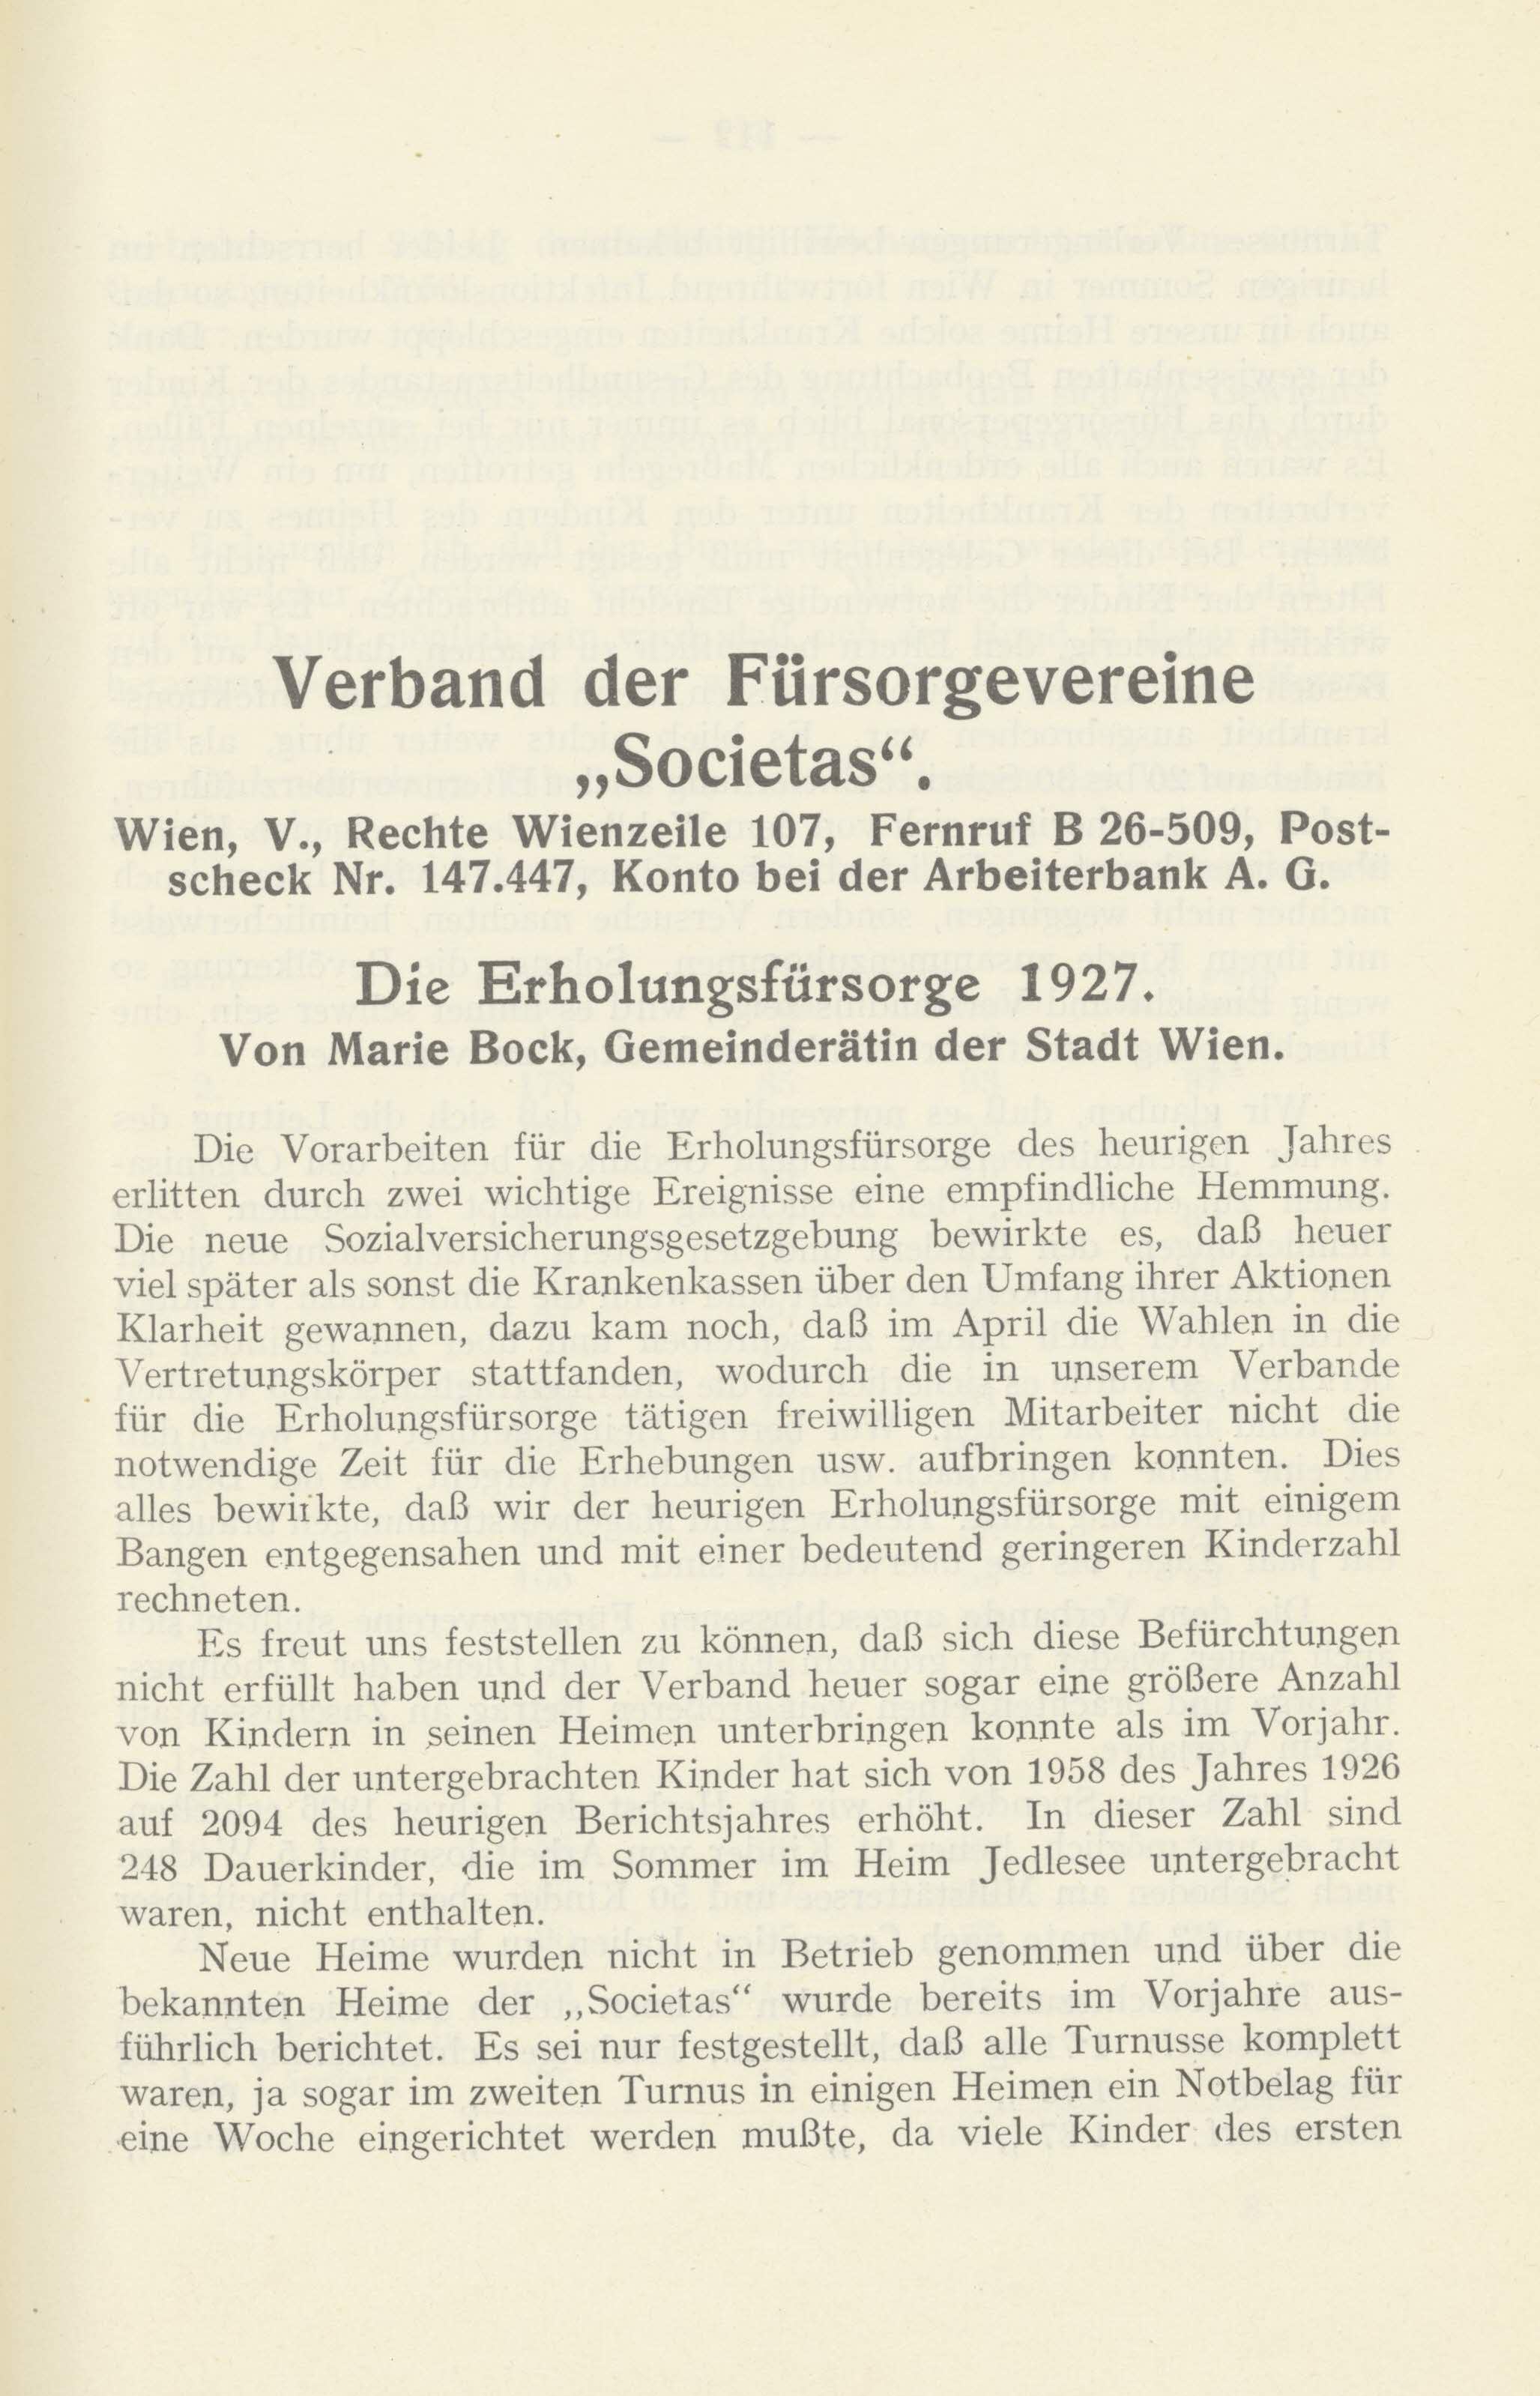 Verband der Fürsorgevereine
„Societas“.
Wien, V., Rechte Wienzeile 107, Fernruf B 26-509, Post-
scheck Nr. 147.447, Konto bei der Arbeiterbank A. G.
Die Erholungsfürsorge 1927.
Von Marie Bock, Gemeinderätin der Stadt Wien.
Die Vorarbeiten für die Erholungsfürsorge des heurigen Jahres
erlitten durch zwei wichtige Ereignisse eine empfindliche Hemmung.
Die neue Sozialversicherungsgesetzgebung bewirkte es, daß heuer
viel später als sonst die Krankenkassen über den Umfang ihrer Aktionen
Klarheit gewannen, dazu kam noch, daß im April die Wahlen in die
Vertretungskörper stattfanden, wodurch die in unserem Verbande
für die Erholungsfürsorge tätigen freiwilligen Mitarbeiter nicht die
notwendige Zeit für die Erhebungen usw. aufbringen konnten. Dies
alles bewirkte, daß wir der heurigen Erholungsfürsorge mit einigem
Bangen entgegensahen und mit einer bedeutend geringeren Kinderzahl
rechneten.
Es freut uns feststellen zu können, daß sich diese Befürchtungen
nicht erfüllt haben und der Verband heuer sogar eine größere Anzahl
von Kindern in seinen Heimen unterbringen konnte als im Vorjahr.
Die Zahl der untergebrachten Kinder hat sich von 1958 des Jahres 1926
auf 2094 des heurigen Berichtsjahres erhöht. In dieser Zahl sind
248 Dauerkinder, die im Sommer im Heim Jedlesee untergebracht
waren, nicht enthalten.
Neue Heime wurden nicht in Betrieb genommen und über die
bekannten Heime der „Societas“ wurde bereits im Vorjahre aus-
führlich berichtet. Es sei nur festgestellt, daß alle Turnusse komplett
waren, ja sogar im zweiten Turnus in einigen Heimen ein Notbelag für
eine Woche eingerichtet werden mußte, da viele Kinder des ersten